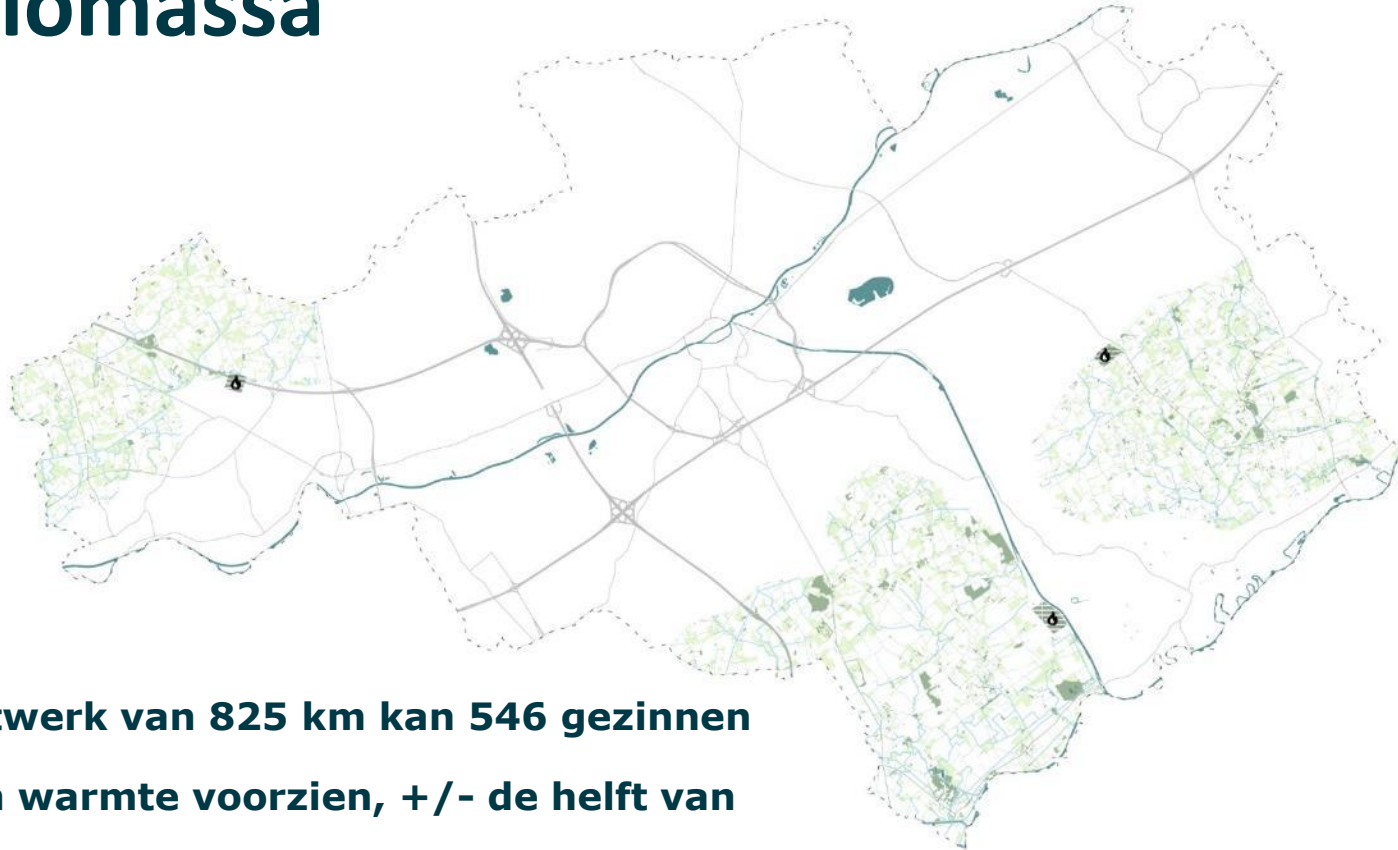 iomassa
twerk van 825 km kan 546 gezinnen
n warmte voorzien, +/- de helft van